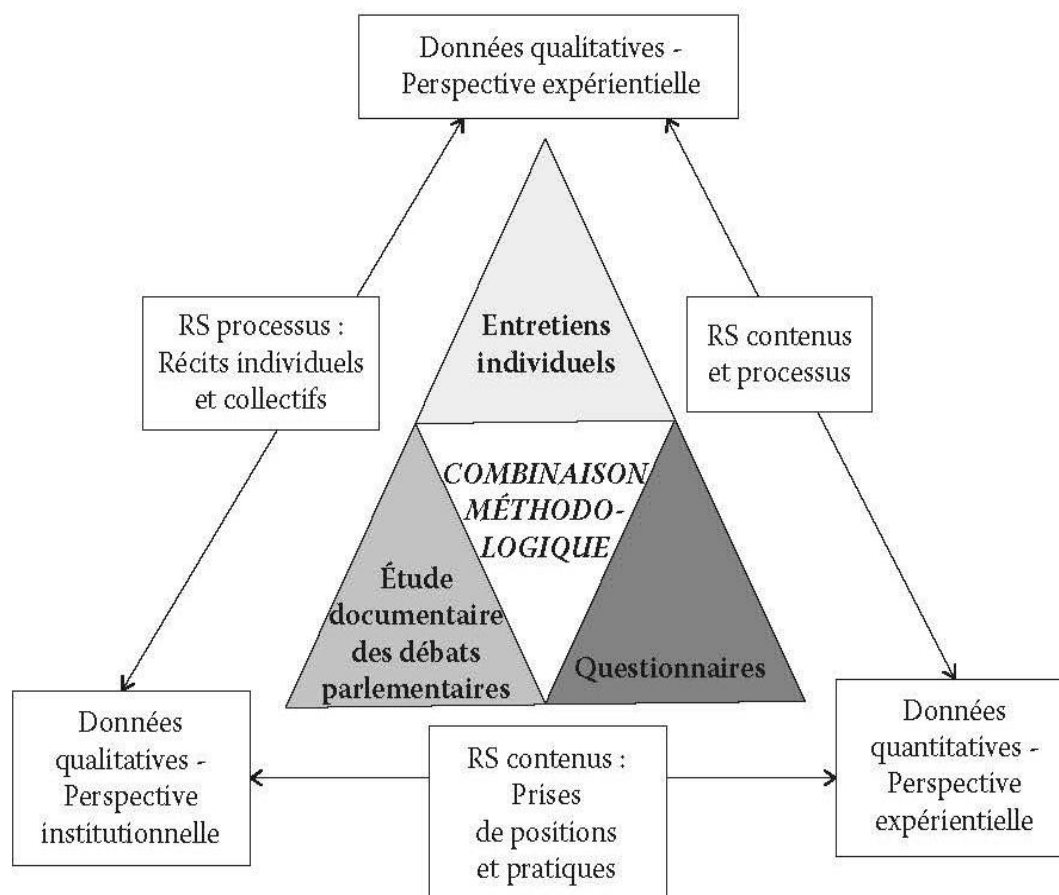 Données qualitatives -
Perspective expérientielle
RS processus :
Récits individuels
et collectifs
Entretiens
individuels
RS contenus
et processus
COMBINAISON
MÉTHODO-
LOGIQUE
Étude
documentaire
des débats
parlementaires
Questionnaires
Données
qualitatives -
Perspective
institutionnelle
RS contenus :
Prises
de positions
et pratiques
Données
quantitatives -
Perspective
expérientielle